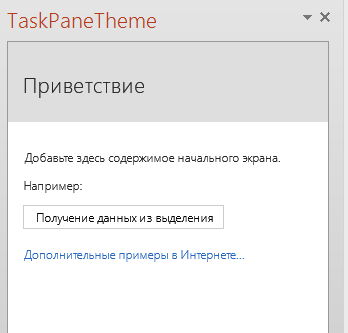 TaskPaneTheme
Приветствие
Добавьте здесь содержимое начального экрана.
Например:
Получение данных из выделения
Дополнительные примеры в Интернете...